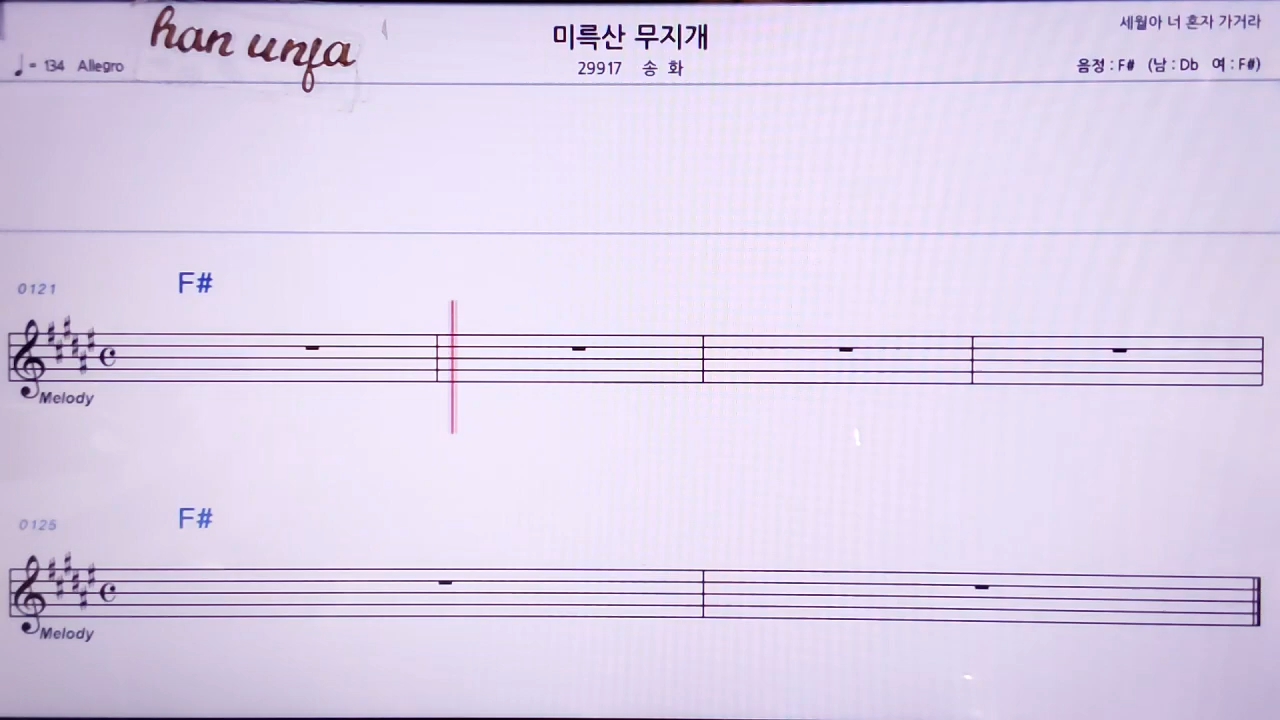 han unja
미륵산 무지개
세월아 너 혼자 가거라
♩= 134 Allegro
29917 송 화
음정 : F# (남 : Db 여 : F#)
0121
F#
Melody
0125
F#
Melody